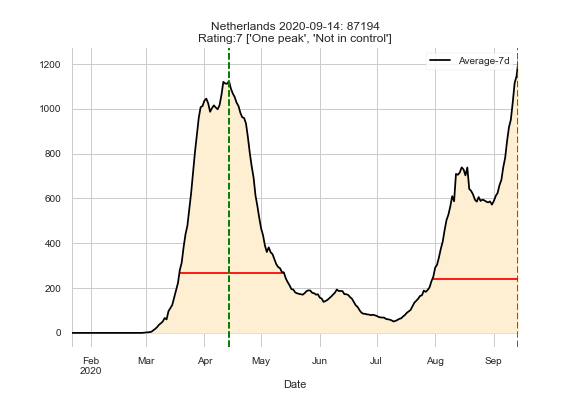 Netherlands 2020-09-14: 87194
Rating:7 ['One peak', 'Not in control']
Average-7d
1200
1000
800
600
400
200
0
Feb Mar Apr May Jun Jul Aug Sep
2020
Date